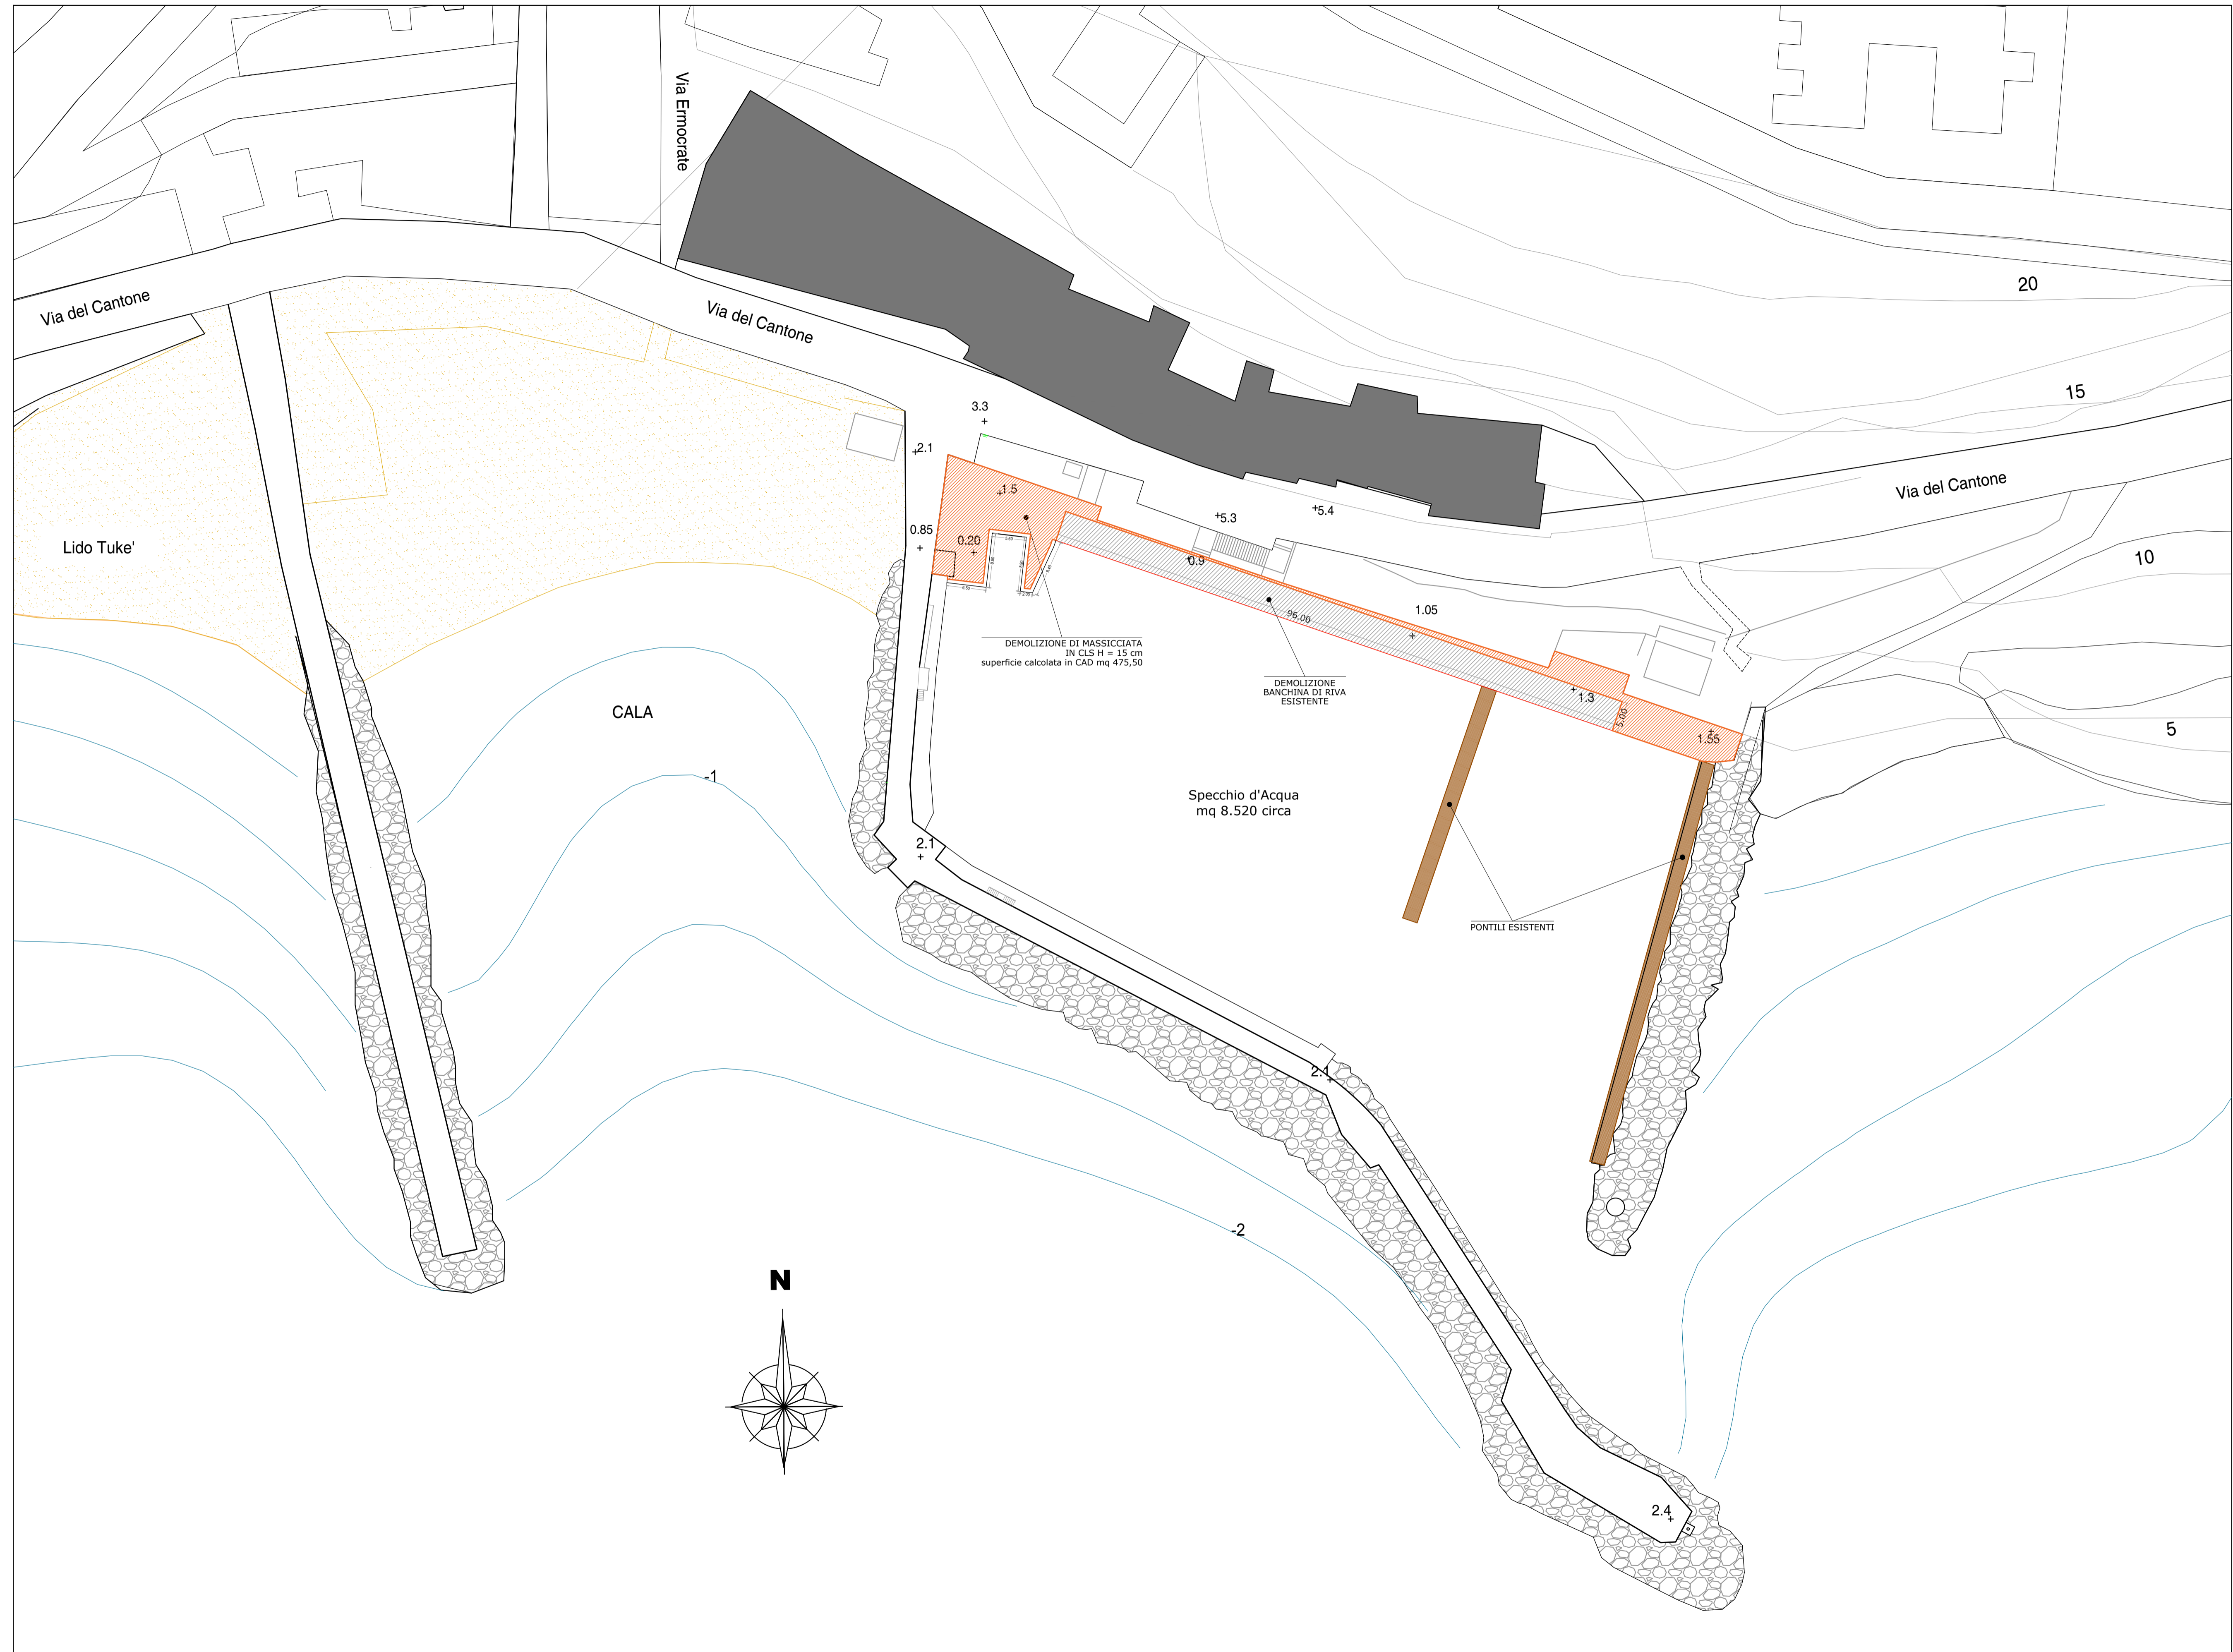 Via Ermocrate
Via del Cantone
Via del Cantone
20
15
3.3
2.1
1.5
5.3
5.4
Via del Cantone
0.85
0.20
0.9
10
Lido Tuke'
1.05
96,00
DEMOLIZIONE DI MASSICCIATA
IN CLS H = 15 cm
superficie calcolata in CAD mq 475,50
DEMOLIZIONE
BANCHINA DI RIVA
ESISTENTE
1.3
5,00
CALA
1.55
5
-1
Specchio d'Acqua
mq 8.520 circa
2.1
PONTILI ESISTENTI
2.1
-2
N
2.4